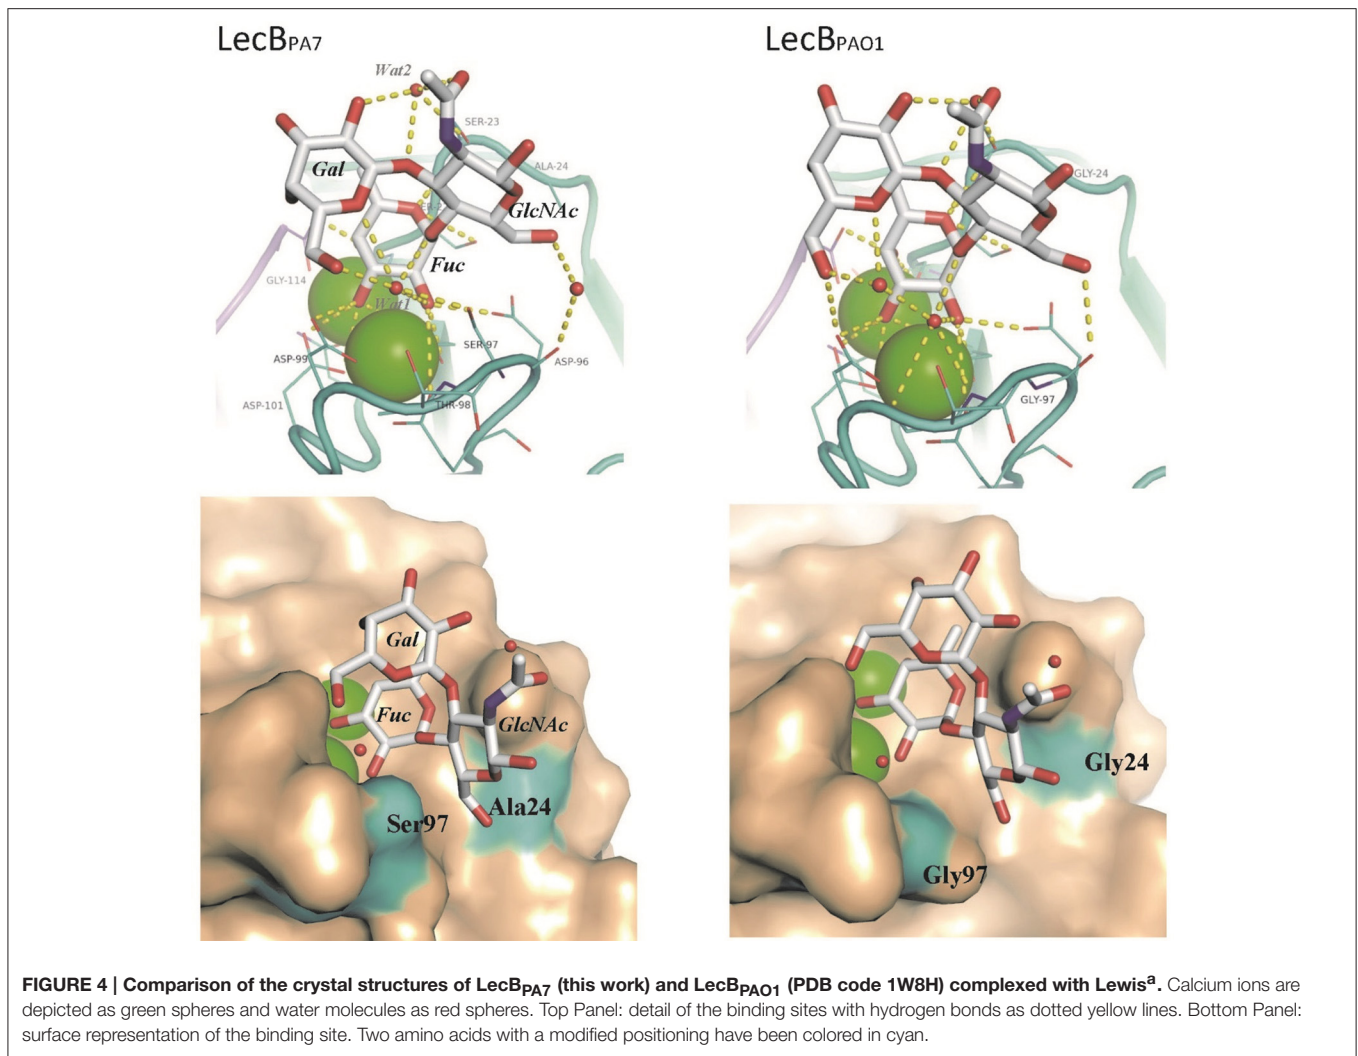 LecBPA7
LecBPAO1
Wat2
SER-23
ALA-24
GLY-24
Gal
GlcNAc
Fuc
GLY-114
Wat1
ASP-99
SER-97
ASP-96
ASP-101
THR-98
GLY-97
Gal
Fuc
GlcNAc
Ser97
Ala24
Gly24
Gly97
FIGURE 4 | Comparison of the crystal structures of LecBPA7 (this work) and LecBPAO1 (PDB code 1W8H) complexed with Lewisa. Calcium ions are
depicted as green spheres and water molecules as red spheres. Top Panel: detail of the binding sites with hydrogen bonds as dotted yellow lines. Bottom Panel:
surface representation of the binding site. Two amino acids with a modified positioning have been colored in cyan.